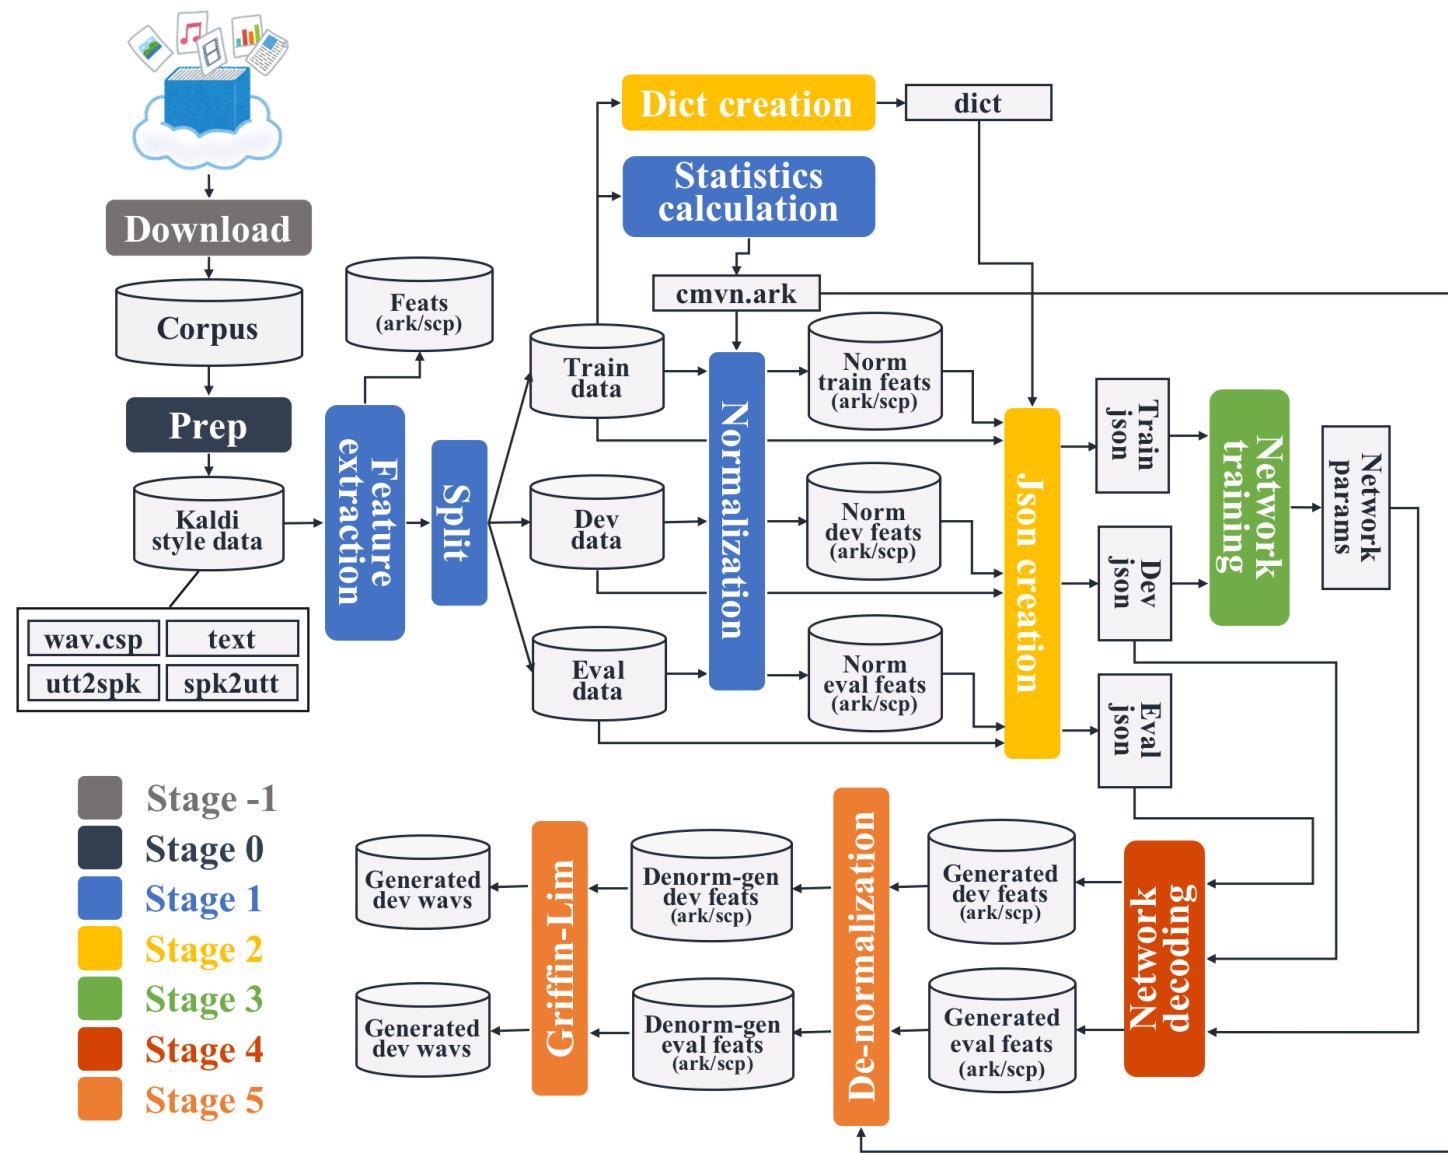 Download
Corpus
Prep
Kaldi
style data
wav.csp
text
utt2spk
spk2utt
Feats
(ark/scp)
Feature
extraction
Split
Dict creation
dict
Statistics
calculation
cmvn.ark
Train
data
Dev
data
Eval
data
Normalization
Norm
train feats
(ark/scp)
Norm
dev feats
(ark/scp)
Norm
eval feats
(ark/scp)
Json creation
Train
json
Dev
json
Eval
json
Network
training
Network
params
Network
decoding
Generated
dev feats
(ark/scp)
Generated
eval feats
(ark/scp)
De-normalization
Denorm-gen
dev feats
(ark/scp)
Denorm-gen
eval feats
(ark/scp)
Griffin-Lim
Generated
dev wavs
Generated
dev wavs
Stage -1
Stage 0
Stage 1
Stage 2
Stage 3
Stage 4
Stage 5